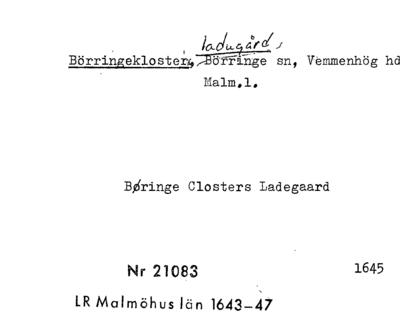 ladugård,
Börringekloster, Börringe sn, Vemmenhög hd
Malm.l.
Børinge Closters Ladegaard
Nr 21083 1645
LR Malmöhus län 1643-47